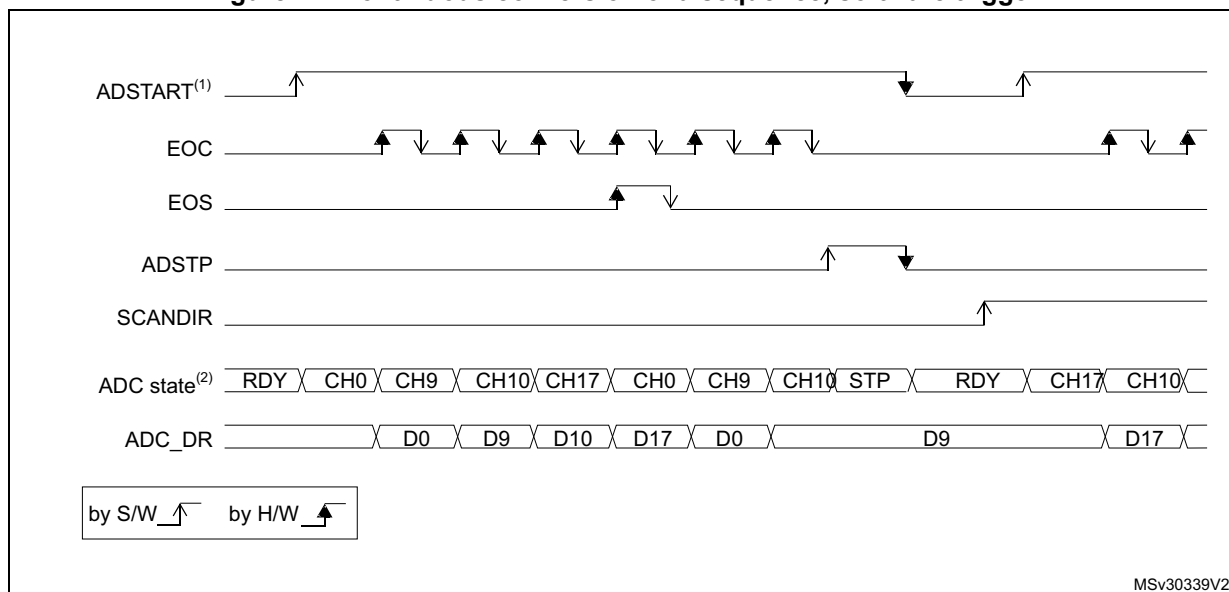 ADSTART(1)
EOC
EOS
ADSTP
SCANDIR
ADC state(2) RDY CH0 CH9 CH10 CH17 CH0 CH9 CH10 STP RDY CH17 CH10
ADC_DR D0 D9 D10 D17 D0 D9 D17
by S/W by H/W
MSv30339V2